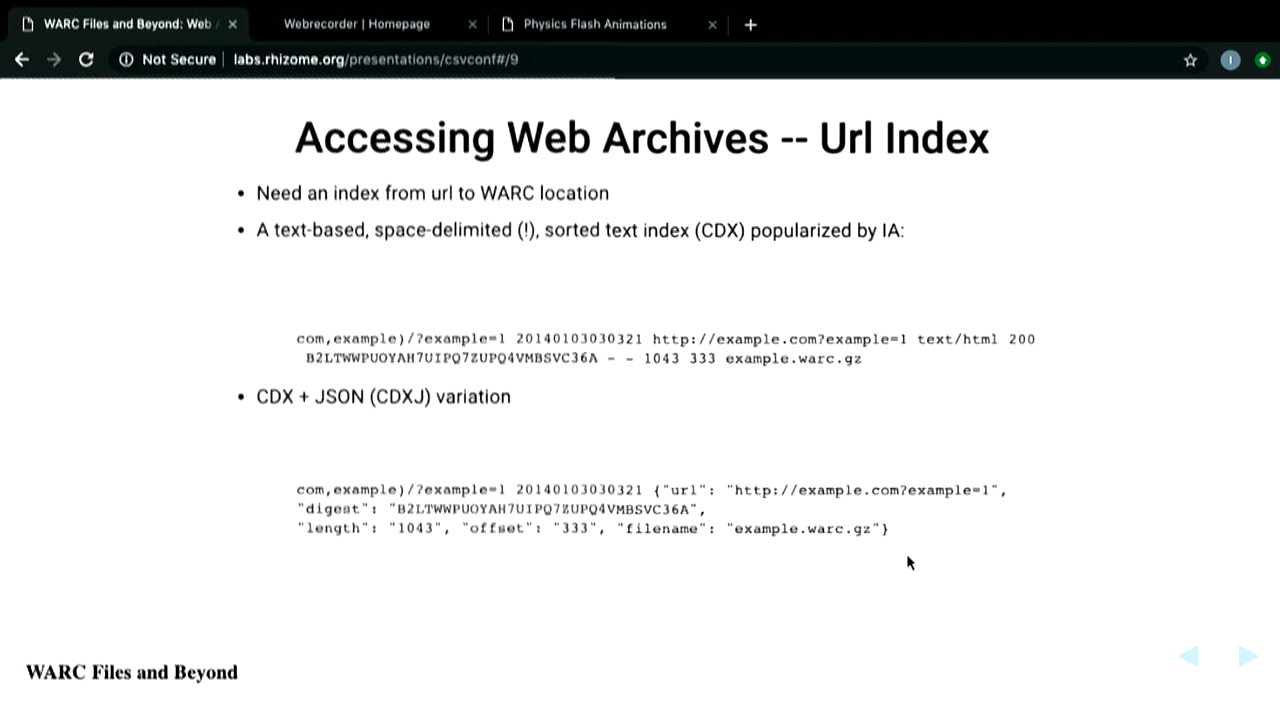 WARC Files and Beyond: Web
Webrecorder | Homepage
Physics Flash Animations
Not Secure
labs.rhizome.org/presentations/csvconf#/9
Accessing Web Archives -- Url Index
• Need an index from url to WARC location
• A text-based, space-delimited (!), sorted text index (CDX) popularized by IA:
com,example)/?example=1 20140103030321 http://example.com?example=1 text/html 200
B2LTWWPUOYAH7UIPQ7ZUPQ4VMBSVC36A - - 1043 333 example.warc.gz
• CDX + JSON (CDXJ) variation
com,example)/?example=1 20140103030321 {"url": "http://example.com?example=1",
"digest": "B2LTWWPUOYAH7UIPQ7ZUPQ4VMBSVC36A",
"length": "1043", "offset": "333", "filename": "example.warc.gz"}
WARC Files and Beyond